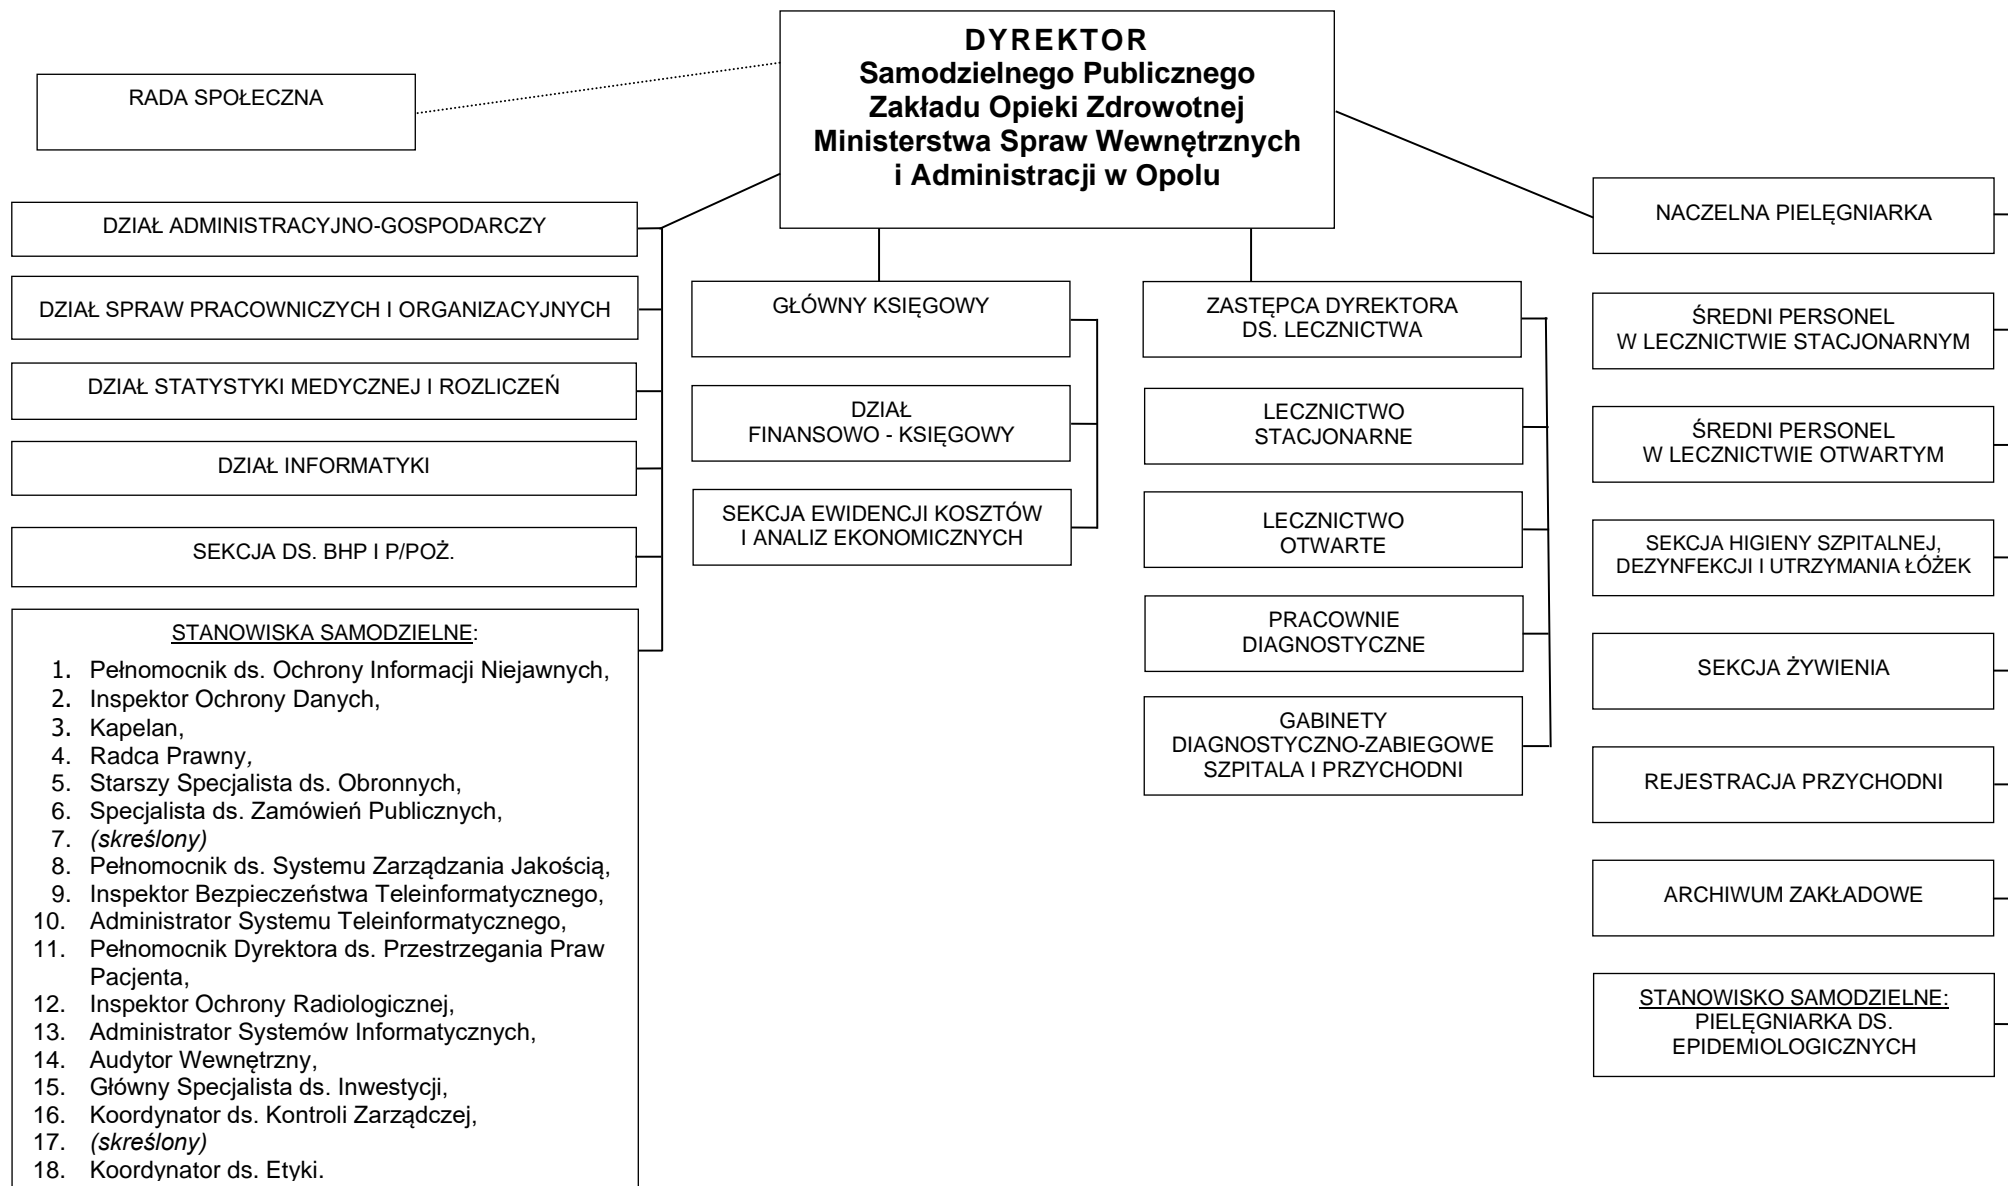 DYREKTOR
Samodzielnego Publicznego
Zakładu Opieki Zdrowotnej
Ministerstwa Spraw Wewnętrznych
i Administracji w Opolu
RADA SPOŁECZNA
DZIAŁ ADMINISTRACYJNO-GOSPODARCZY
DZIAŁ SPRAW PRACOWNICZYCH I ORGANIZACYJNYCH
DZIAŁ STATYSTYKI MEDYCZNEJ I ROZLICZEŃ
DZIAŁ INFORMATYKI
SEKCJA DS. BHP I P/POŻ.
STANOWISKA SAMODZIELNE:
1. Pełnomocnik ds. Ochrony Informacji Niejawnych,
2. Inspektor Ochrony Danych,
3. Kapelan,
4. Radca Prawny,
5. Starszy Specjalista ds. Obronnych,
6. Specjalista ds. Zamówień Publicznych,
7. (skreślony)
8. Pełnomocnik ds. Systemu Zarządzania Jakością,
9. Inspektor Bezpieczeństwa Teleinformatycznego,
10. Administrator Systemu Teleinformatycznego,
11. Pełnomocnik Dyrektora ds. Przestrzegania Praw
Pacjenta,
12. Inspektor Ochrony Radiologicznej,
13. Administrator Systemów Informatycznych,
14. Audytor Wewnętrzny,
15. Główny Specjalista ds. Inwestycji,
16. Koordynator ds. Kontroli Zarządczej,
17. (skreślony)
18. Koordynator ds. Etyki.
GŁÓWNY KSIĘGOWY
DZIAŁ
FINANSOWO - KSIĘGOWY
SEKCJA EWIDENCJI KOSZTÓW
I ANALIZ EKONOMICZNYCH
ZASTĘPCA DYREKTORA
DS. LECZNICTWA
LECZNICTWO
STACJONARNE
LECZNICTWO
OTWARTE
PRACOWNIE
DIAGNOSTYCZNE
GABINETY
DIAGNOSTYCZNO-ZABIEGOWE
SZPITALA I PRZYCHODNI
NACZELNA PIELĘGNIARKA
ŚREDNI PERSONEL
W LECZNICTWIE STACJONARNYM
ŚREDNI PERSONEL
W LECZNICTWIE OTWARTYM
SEKCJA HIGIENY SZPITALNEJ,
DEZYNFEKCJI I UTRZYMANIA ŁÓŻEK
SEKCJA ŻYWIENIA
REJESTRACJA PRZYCHODNI
ARCHIWUM ZAKŁADOWE
STANOWISKO SAMODZIELNE:
PIELĘGNIARKA DS.
EPIDEMIOLOGICZNYCH